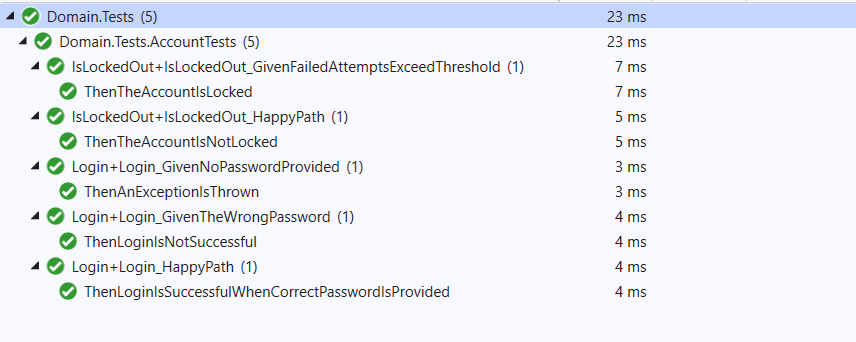 Domain.Tests (5) 23 ms
Domain.Tests.AccountTests (5) 23 ms
IsLockedOut+IsLockedOut_GivenFailedAttemptsExceedThreshold (1) 7 ms
ThenTheAccountIsLocked 7 ms
IsLockedOut+IsLockedOut_HappyPath (1) 5 ms
ThenTheAccountIsNotLocked 5 ms
Login+Login_GivenNoPasswordProvided (1) 3 ms
ThenAnExceptionIsThrown 3 ms
Login+Login_GivenTheWrongPassword (1) 4 ms
ThenLoginIsNotSuccessful 4 ms
Login+Login_HappyPath (1) 4 ms
ThenLoginIsSuccessfulWhenCorrectPasswordIsProvided 4 ms